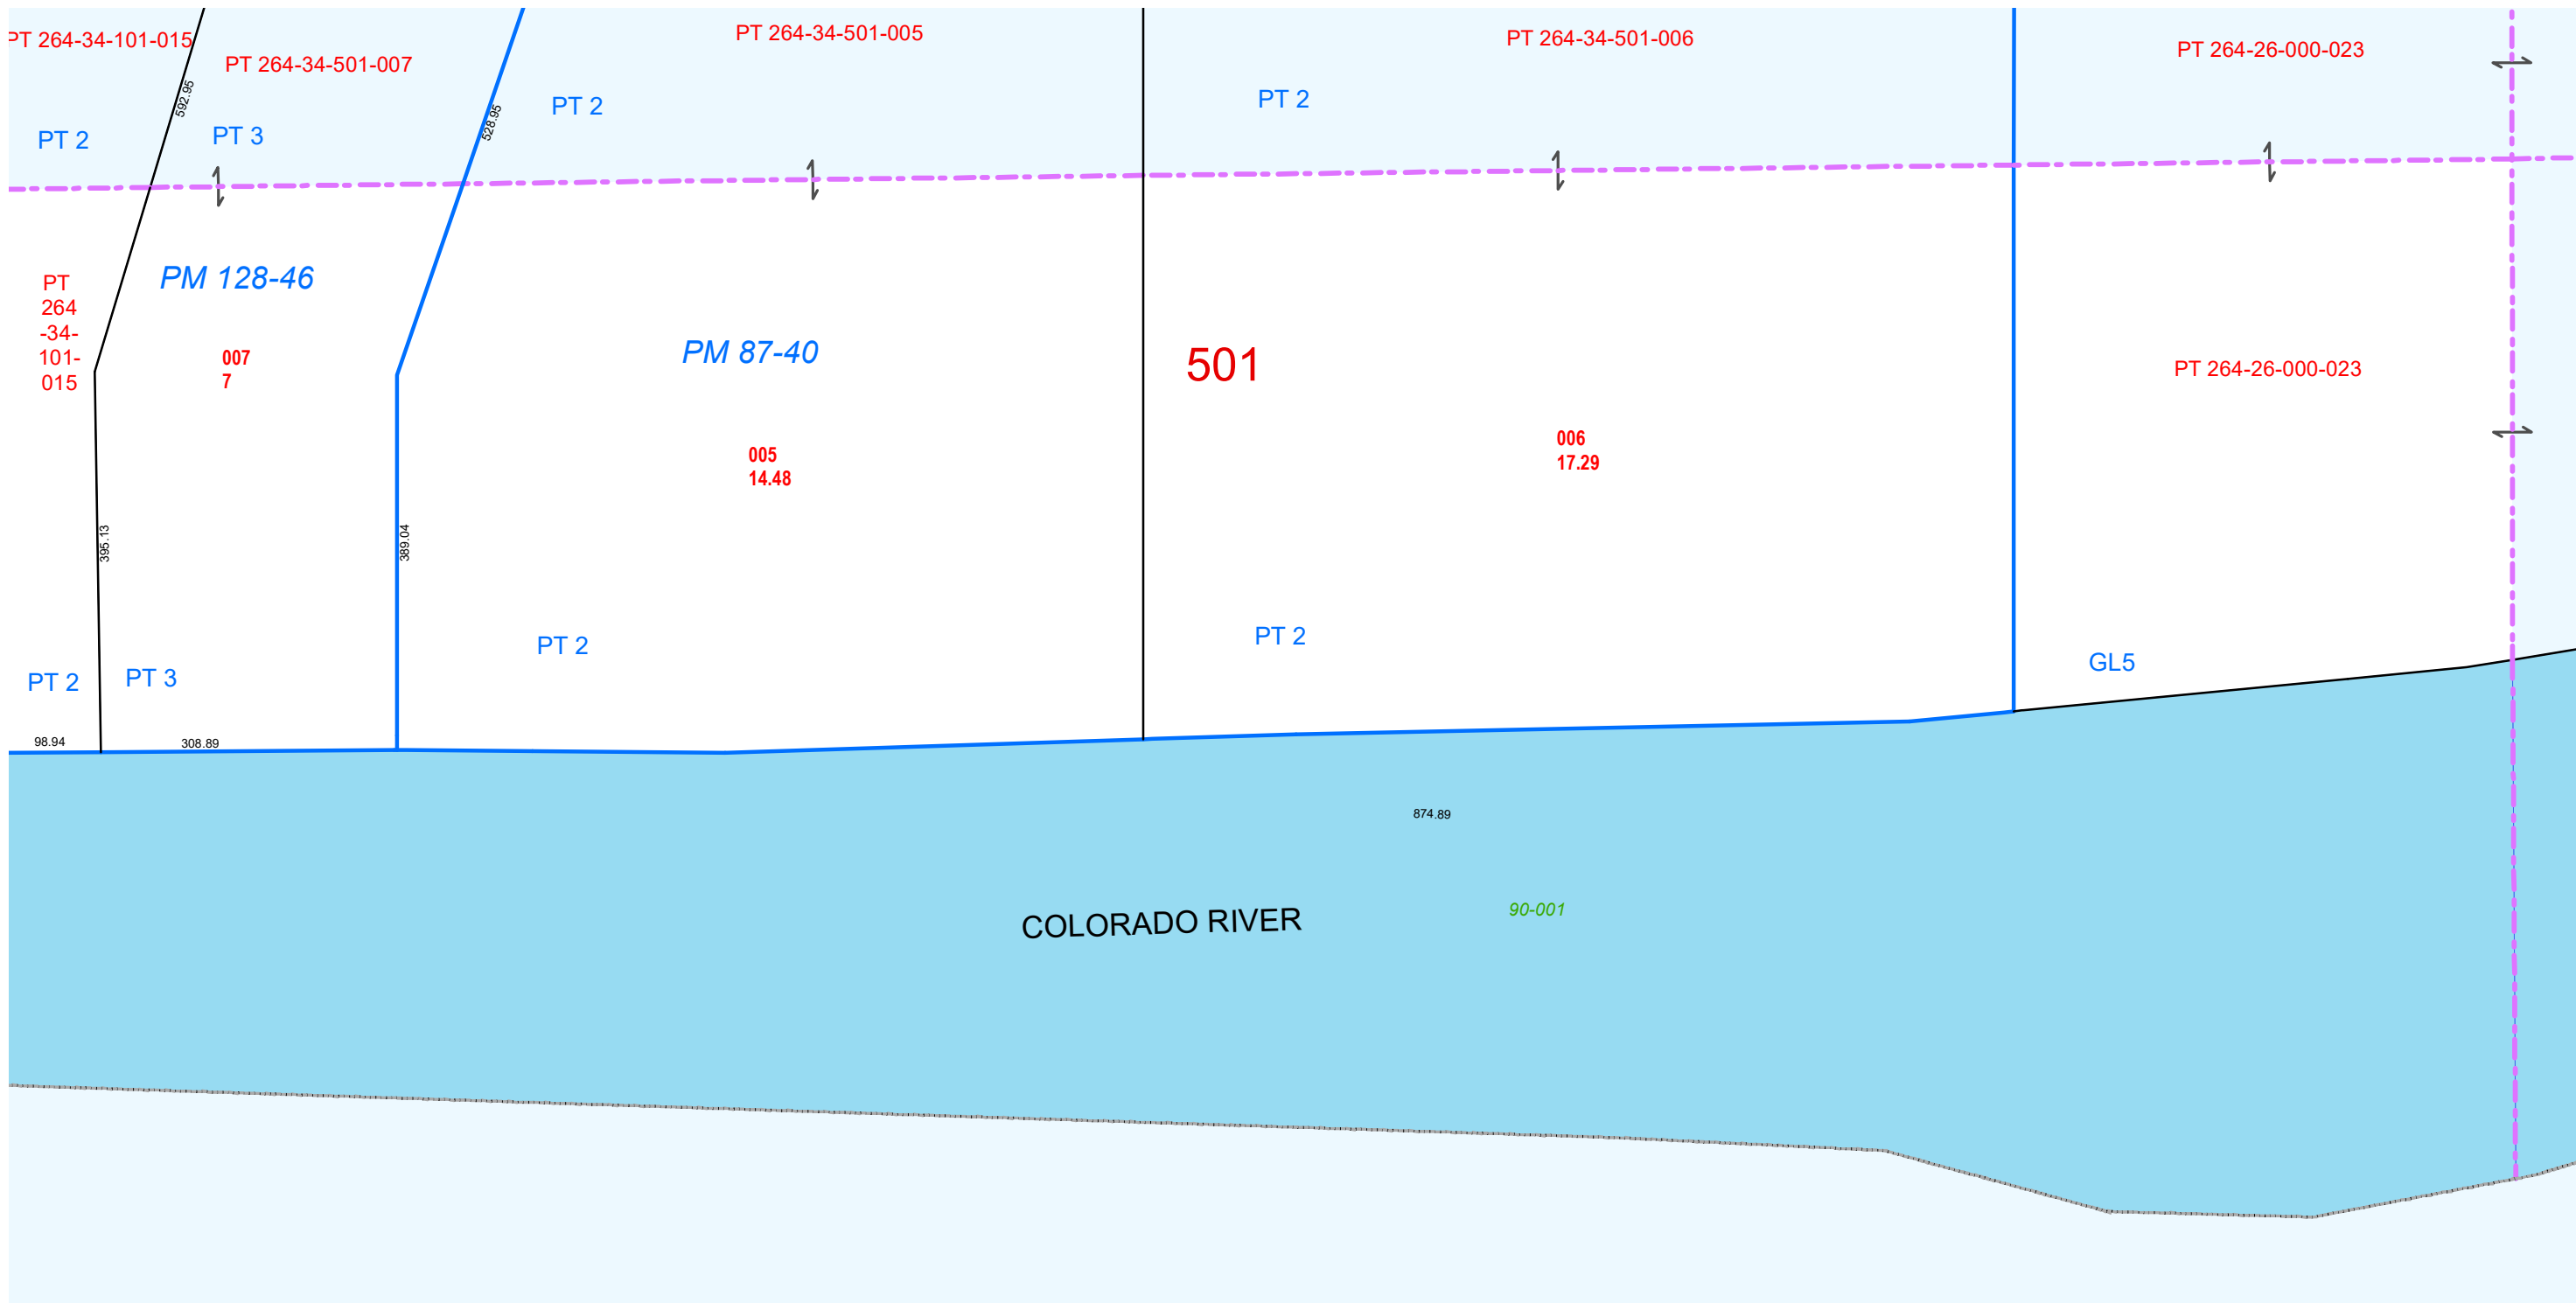 PT 264-34-101-015
PT 264-34-501-007
PT 264-34-501-005
PT 264-34-501-006
PT 264-26-000-023
592.95
528.95
PT 2
PT 3
PT 2
PT 2
PM 128-46
PM 87-40
501
PT
264
-34-
101-
015
007
7
005
14.48
006
17.29
PT 264-26-000-023
395.13
389.04
PT 2
PT 3
PT 2
PT 2
GL5
98.94
308.89
874.89
COLORADO RIVER
90-001